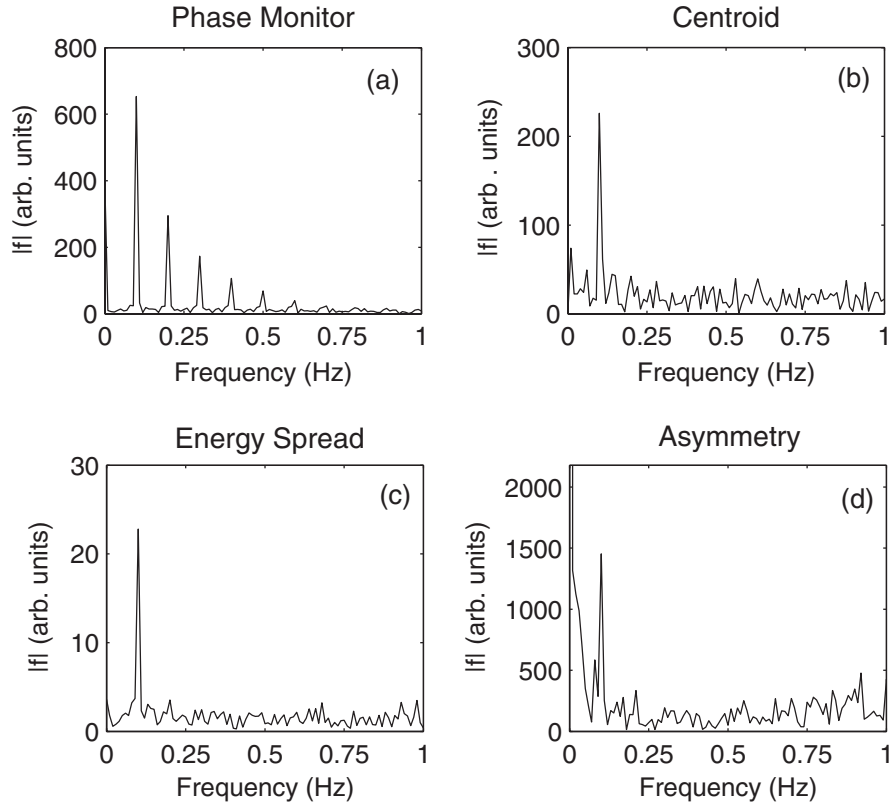 Phase Monitor
800
600
400
200
0
|f| (arb. units)
(a)
0 0.25 0.5 0.75 1
Frequency (Hz)
Centroid
300
200
100
0
|f| (arb . units)
(b)
0 0.25 0.5 0.75 1
Frequency (Hz)
Energy Spread
30
20
10
0
|f| (arb. units)
(c)
0 0.25 0.5 0.75 1
Frequency (Hz)
Asymmetry
2000
1500
1000
500
0
|f| (arb. units)
(d)
0 0.25 0.5 0.75 1
Frequency (Hz)